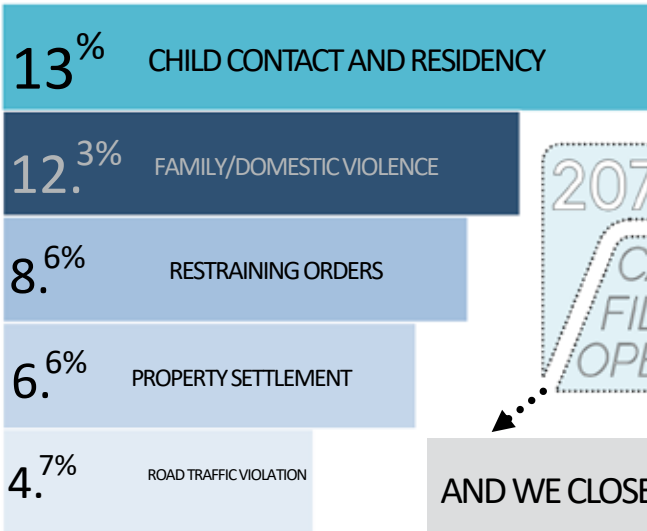 13% CHILD CONTACT AND RESIDENCY
12.3% FAMILY/DOMESTIC VIOLENCE
8.6% RESTRAINING ORDERS
6.6% PROPERTY SETTLEMENT
4.7% ROAD TRAFFIC VIOLATION
207
AND WE CLOSE